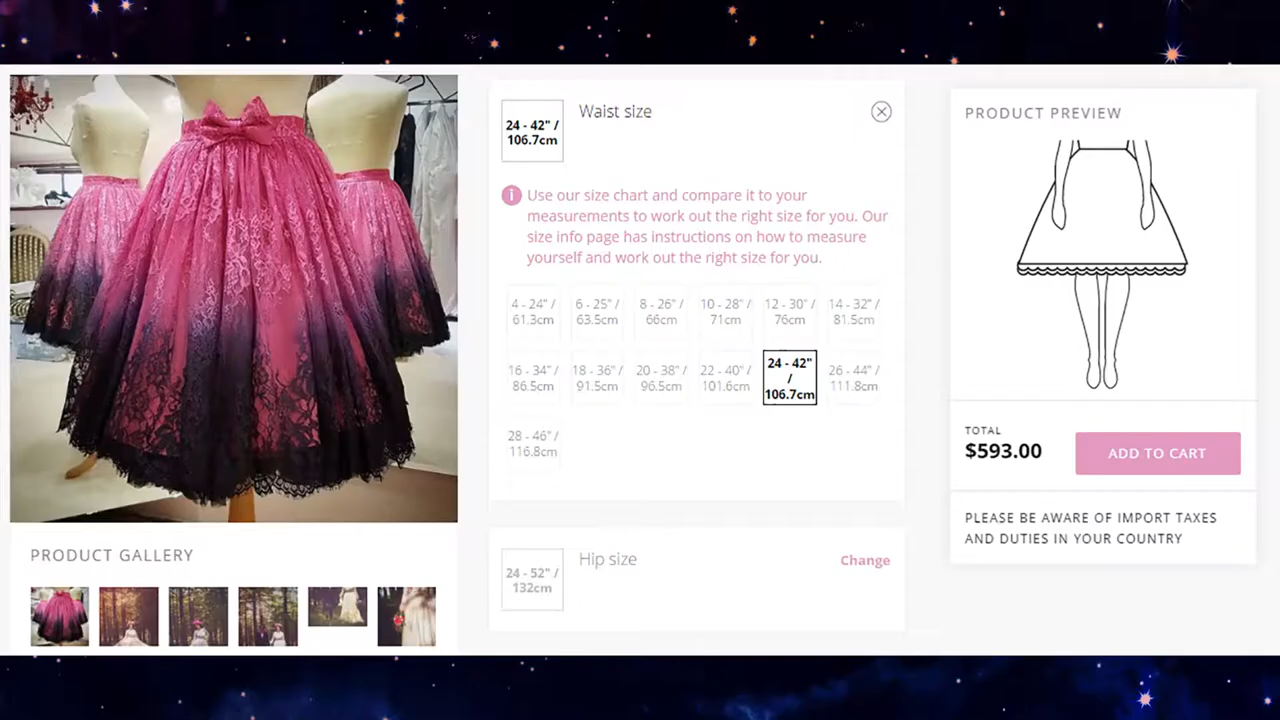 24 - 42" /
106.7cm
Waist size
i
Use our size chart and compare it to your
measurements to work out the right size for you. Our
size info page has instructions on how to measure
yourself and work out the right size for you.
4 - 24" /
61.3cm
6 - 25" /
63.5cm
8 - 26" /
66cm
10 - 28" /
71cm
12 - 30" /
76cm
14 - 32" /
81.5cm
16 - 34" /
86.5cm
18 - 36" /
91.5cm
20 - 38" /
96.5cm
22 - 40" /
101.6cm
24 - 42"
/
106.7cm
26 - 44" /
111.8cm
28 - 46" /
116.8cm
24 - 52" /
132cm
Hip size
Change
PRODUCT GALLERY
PRODUCT PREVIEW
TOTAL
$593.00
ADD TO CART
PLEASE BE AWARE OF IMPORT TAXES
AND DUTIES IN YOUR COUNTRY